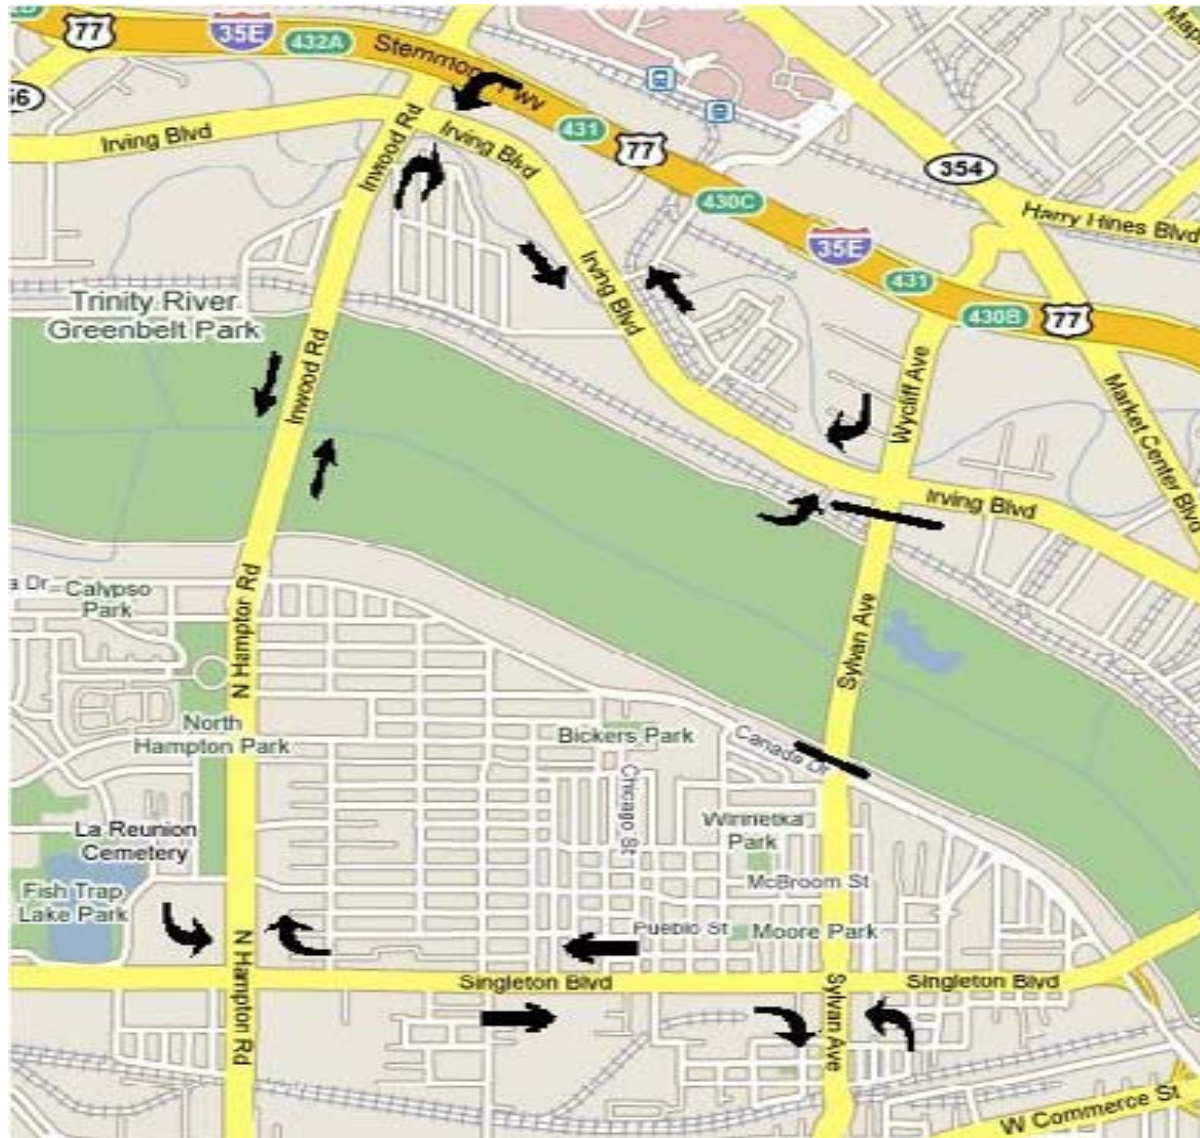 77
35E
432A
Stemmons Fwy
Map
56
Irving Blvd
Inwood Rd
Irving Blvd
431
77
354
430C
Harry Hines Blvd
35E
Irving Blvd
431
430B
77
Trinity River
Greenbelt Park
Inwood Rd
Wycliff Ave
Market Center Blvd
Irving Blvd
a Dr
Calypso
Park
N Hampton Rd
Sylvan Ave
North
Hampton Park
Bickers Park
Canada Dr
Chicago St
La Reunion
Cemetery
Winnetka
Park
Fish Trap
Lake Park
McBroom St
Pueblo St
Moore Park
N Hampton Rd
Singleton Blvd
Sylvan Ave
Singleton Blvd
W Commerce St